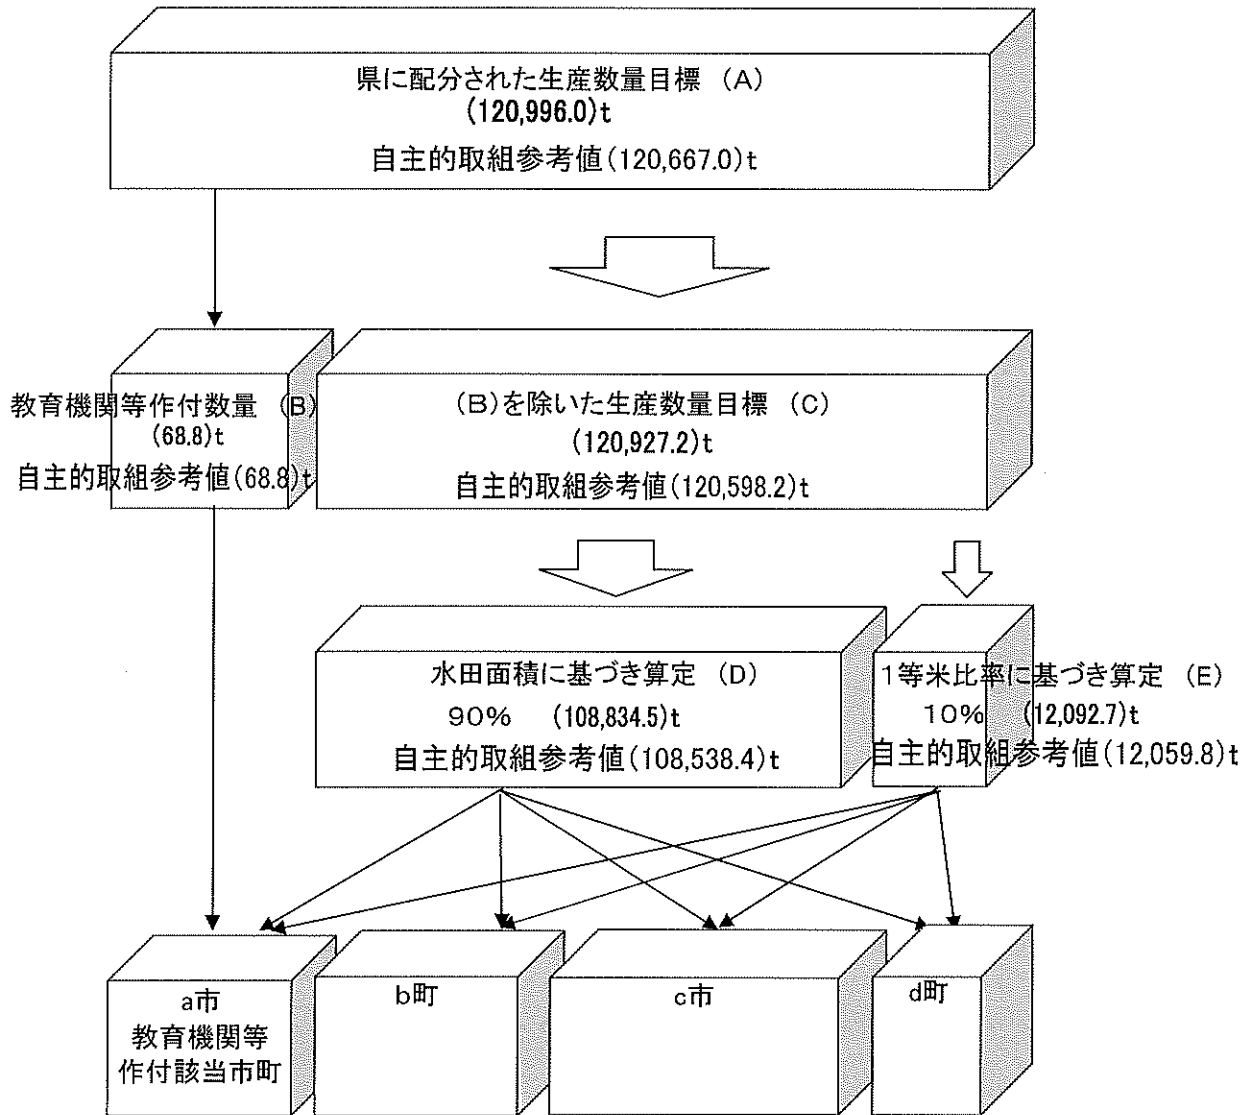 県に配分された生産数量目標 (A)
(120,996.0)t
自主的取組参考値(120,667.0)t
教育機関等作付数量 (B)
(68.8)t
自主的取組参考値(68.8)t
(B)を除いた生産数量目標 (C)
(120,927.2)t
自主的取組参考値(120,598.2)t
水田面積に基づき算定 (D)
90% (108,834.5)t
自主的取組参考値(108,538.4)t
1等米比率に基づき算定 (E)
10% (12,092.7)t
自主的取組参考値(12,059.8)t
a市
教育機関等
作付該当市町
b町
c市
d町